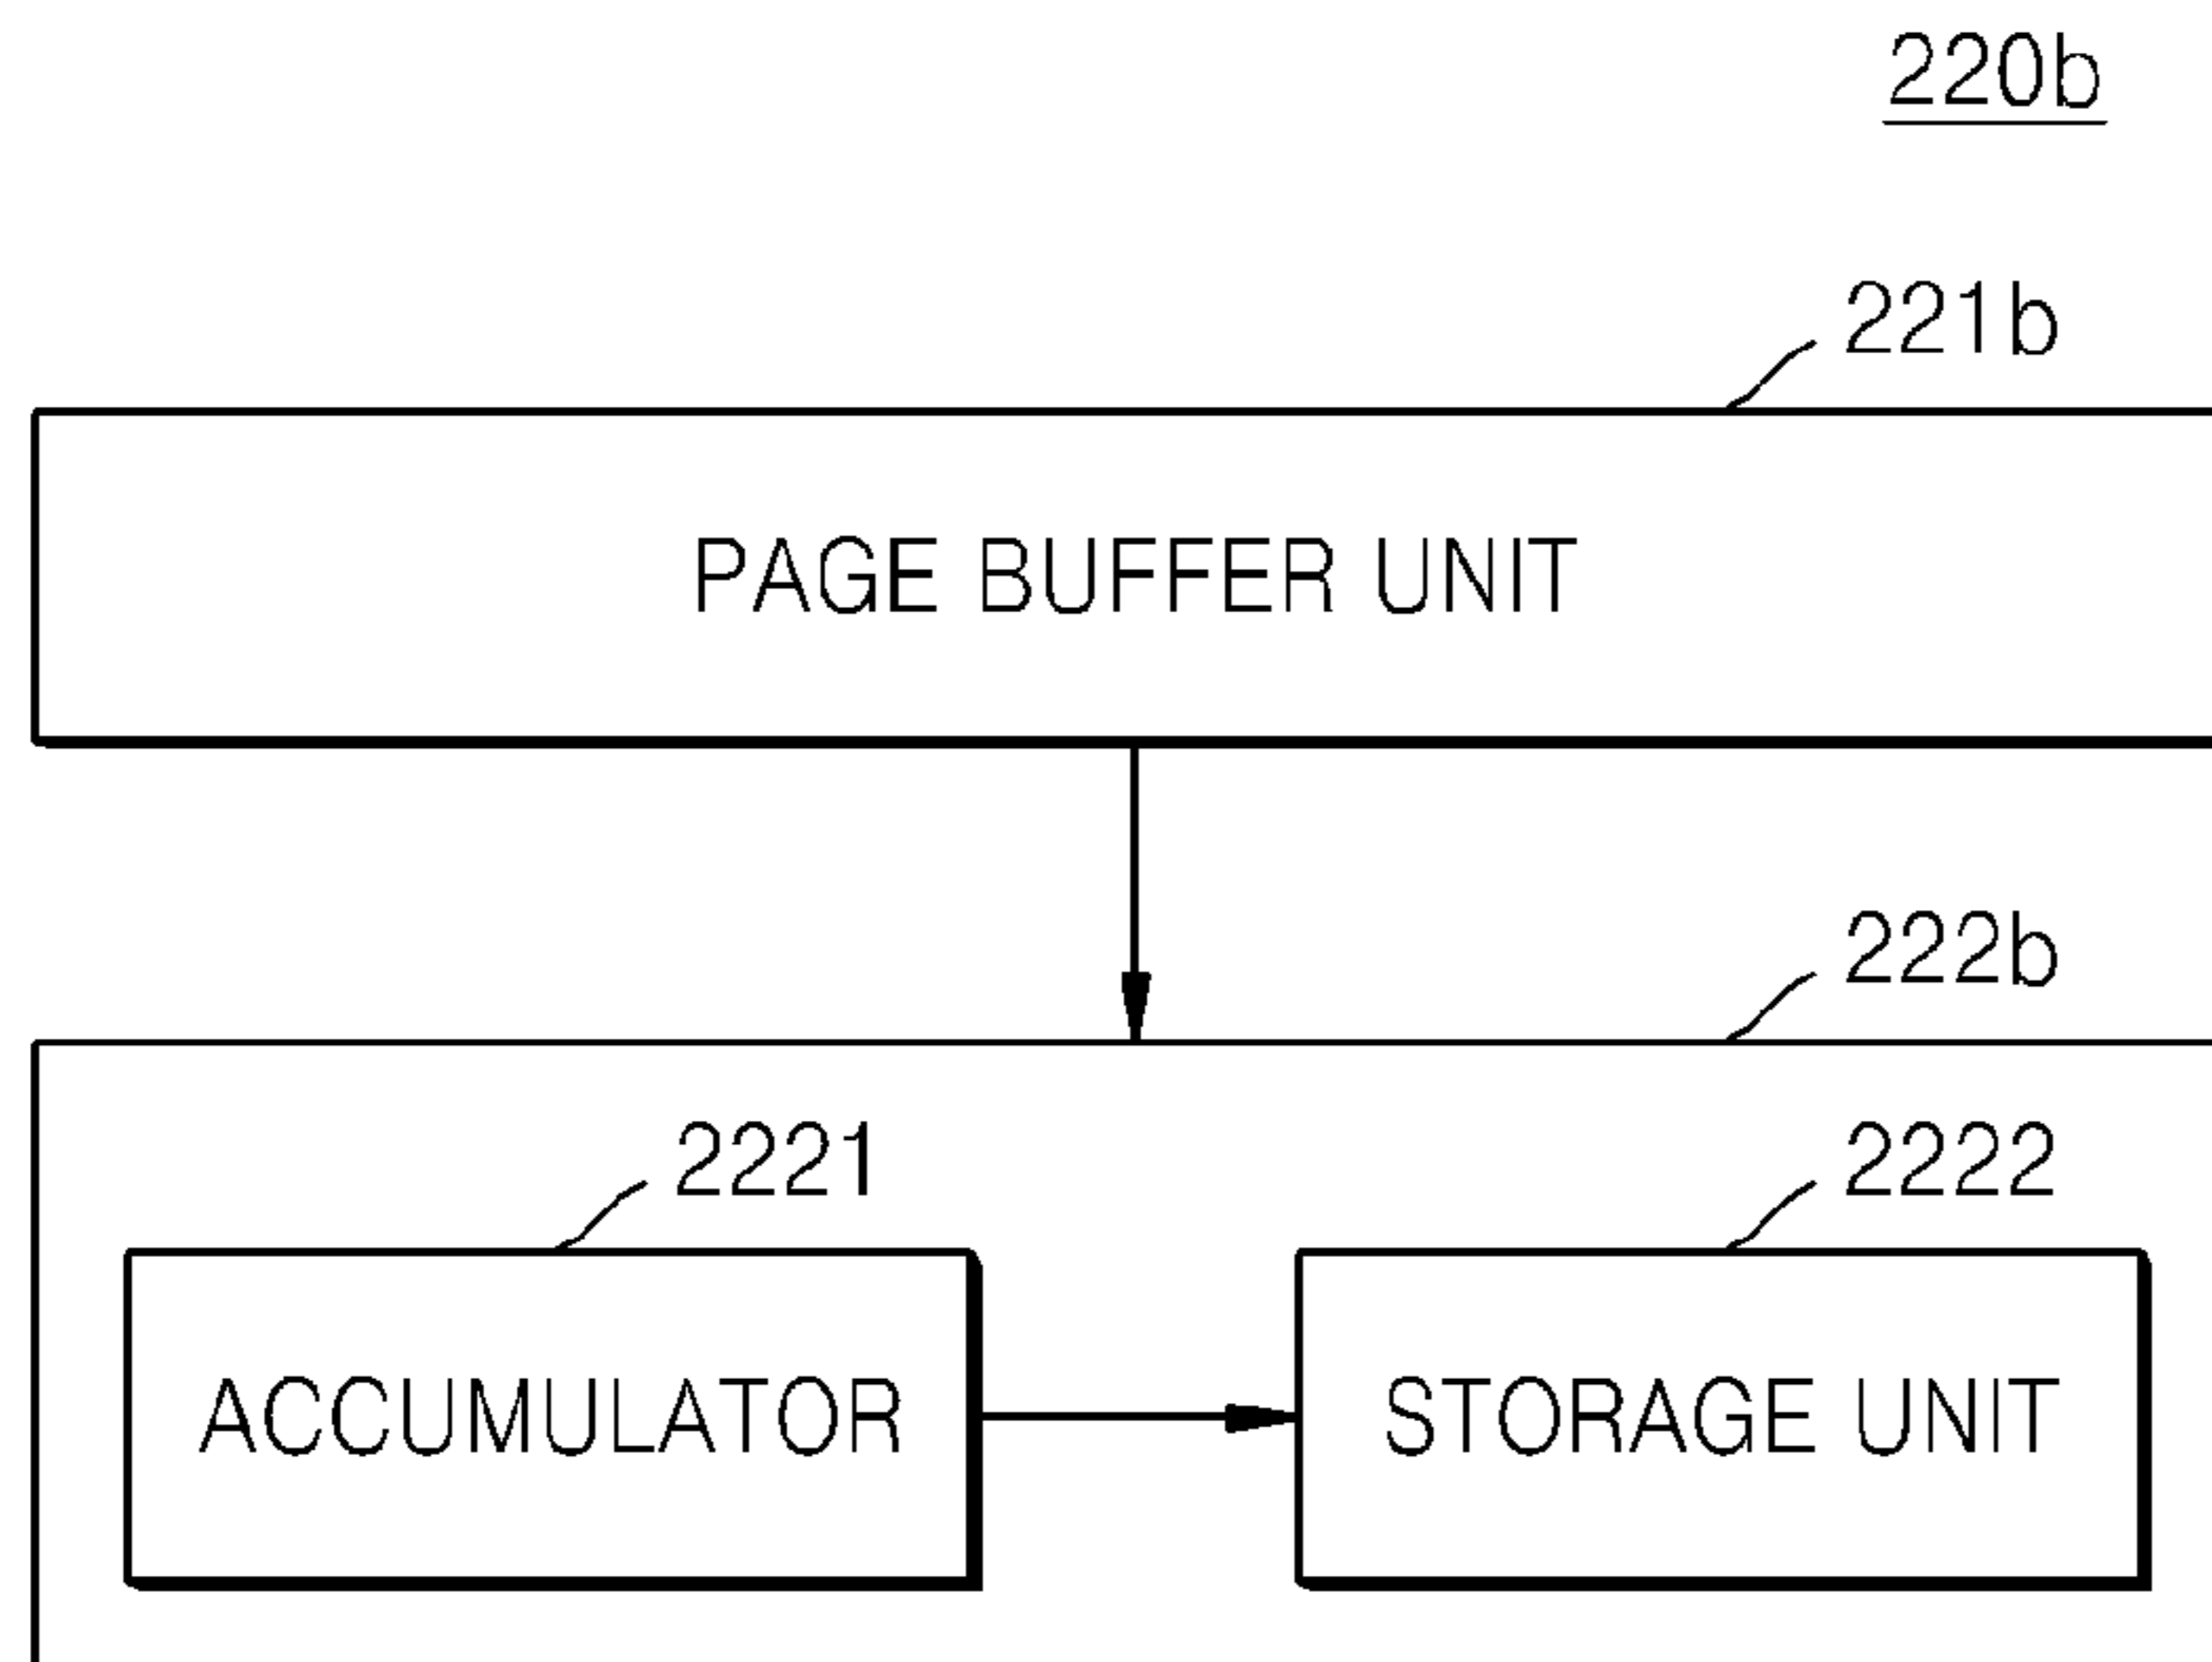 220b
221b
PAGE BUFFER UNIT
222b
2221
2222
ACCUMULATOR
STORAGE UNIT